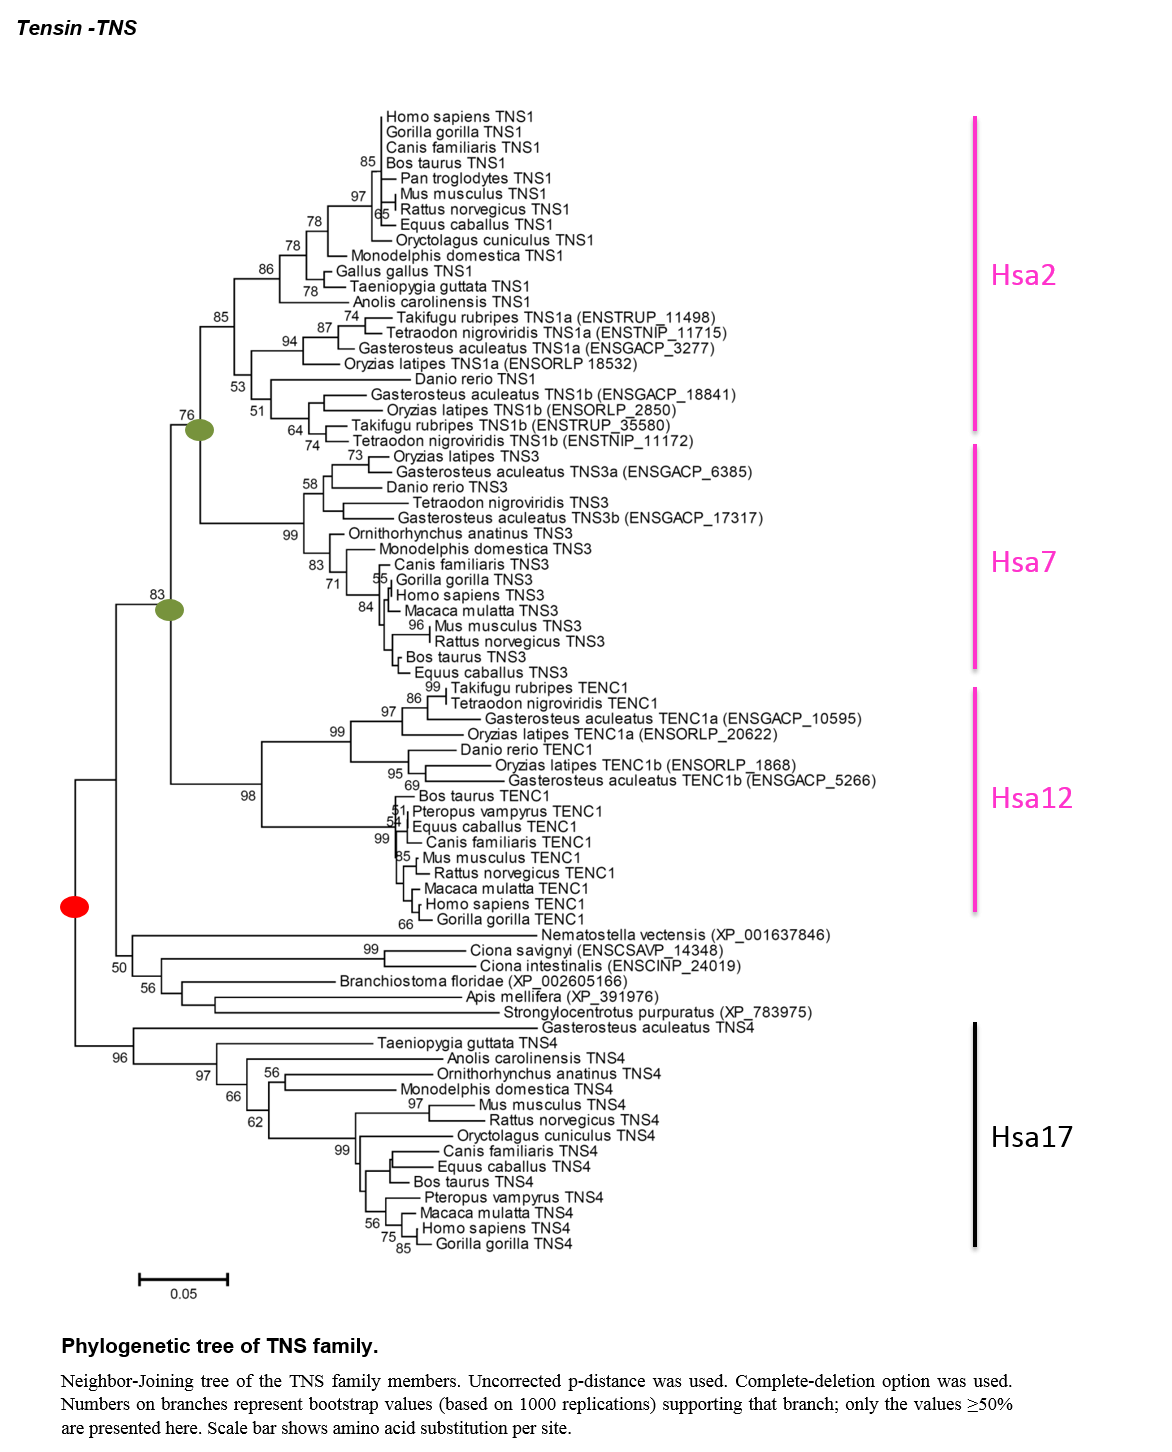 Tensin -TNS
Homo sapiens TNS1
Gorilla gorilla TNS1
Canis familiaris TNS1
85
Bos taurus TNS1
Pan troglodytes TNS1
97
Mus musculus TNS1
65
Rattus norvegicus TNS1
78
Equus caballus TNS1
Oryctolagus cuniculus TNS1
78
Monodelphis domestica TNS1
86
Gallus gallus TNS1
Hsa2
78
Taeniopygia guttata TNS1
Anolis carolinensis TNS1
85
74
Takifugu rubripes TNS1a (ENSTRUP_11498)
87
Tetraodon nigroviridis TNS1a (ENSTNIP_11715)
94
Gasterosteus aculeatus TNS1a (ENSGACP_3277)
Oryzias latipes TNS1a (ENSORLP 18532)
53
Danio rerio TNS1
Gasterosteus aculeatus TNS1b (ENSGACP_18841)
51
Oryzias latipes TNS1b (ENSORLP_2850)
76
64
Takifugu rubripes TNS1b (ENSTRUP_35580)
74
Tetraodon nigroviridis TNS1b (ENSTNIP_11172)
73
Oryzias latipes TNS3
Gasterosteus aculeatus TNS3a (ENSGACP_6385)
58
Danio rerio TNS3
Tetraodon nigroviridis TNS3
Gasterosteus aculeatus TNS3b (ENSGACP_17317)
99
Ornithorhynchus anatinus TNS3
Monodelphis domestica TNS3
83
Canis familiaris TNS3
Hsa7
71
55
Gorilla gorilla TNS3
Homo sapiens TNS3
83
84
Macaca mulatta TNS3
96
Mus musculus TNS3
Rattus norvegicus TNS3
Bos taurus TNS3
Equus caballus TNS3
99
Takifugu rubripes TENC1
86
Tetraodon nigroviridis TENC1
97
Gasterosteus aculeatus TENC1a (ENSGACP_10595)
99
Oryzias latipes TENC1a (ENSORLP_20622)
Danio rerio TENC1
95
Oryzias latipes TENC1b (ENSORLP_1868)
69
Gasterosteus aculeatus TENC1b (ENSGACP_5266)
98
Bos taurus TENC1
Hsa12
51
Pteropus vampyrus TENC1
54
Equus caballus TENC1
99
Canis familiaris TENC1
85
Mus musculus TENC1
Rattus norvegicus TENC1
Macaca mulatta TENC1
Homo sapiens TENC1
66
Gorilla gorilla TENC1
Nematostella vectensis (XP_001637846)
99
Ciona savignyi (ENSCSAVP_14348)
50
Ciona intestinalis (ENSCINP_24019)
56
Branchiostoma floridae (XP_002605166)
Apis mellifera (XP_391976)
Strongylocentrotus purpuratus (XP_783975)
Gasterosteus aculeatus TNS4
96
Taeniopygia guttata TNS4
97
Anolis carolinensis TNS4
56
Ornithorhynchus anatinus TNS4
66
Monodelphis domestica TNS4
97
Mus musculus TNS4
62
Rattus norvegicus TNS4
Oryctolagus cuniculus TNS4
Hsa17
99
Canis familiaris TNS4
Equus caballus TNS4
Bos taurus TNS4
Pteropus vampyrus TNS4
56
Macaca mulatta TNS4
75
Homo sapiens TNS4
85
Gorilla gorilla TNS4
0.05
Phylogenetic tree of TNS family.
Neighbor-Joining tree of the TNS family members. Uncorrected p-distance was used. Complete-deletion option was used.
Numbers on branches represent bootstrap values (based on 1000 replications) supporting that branch; only the values ≥50%
are presented here. Scale bar shows amino acid substitution per site.